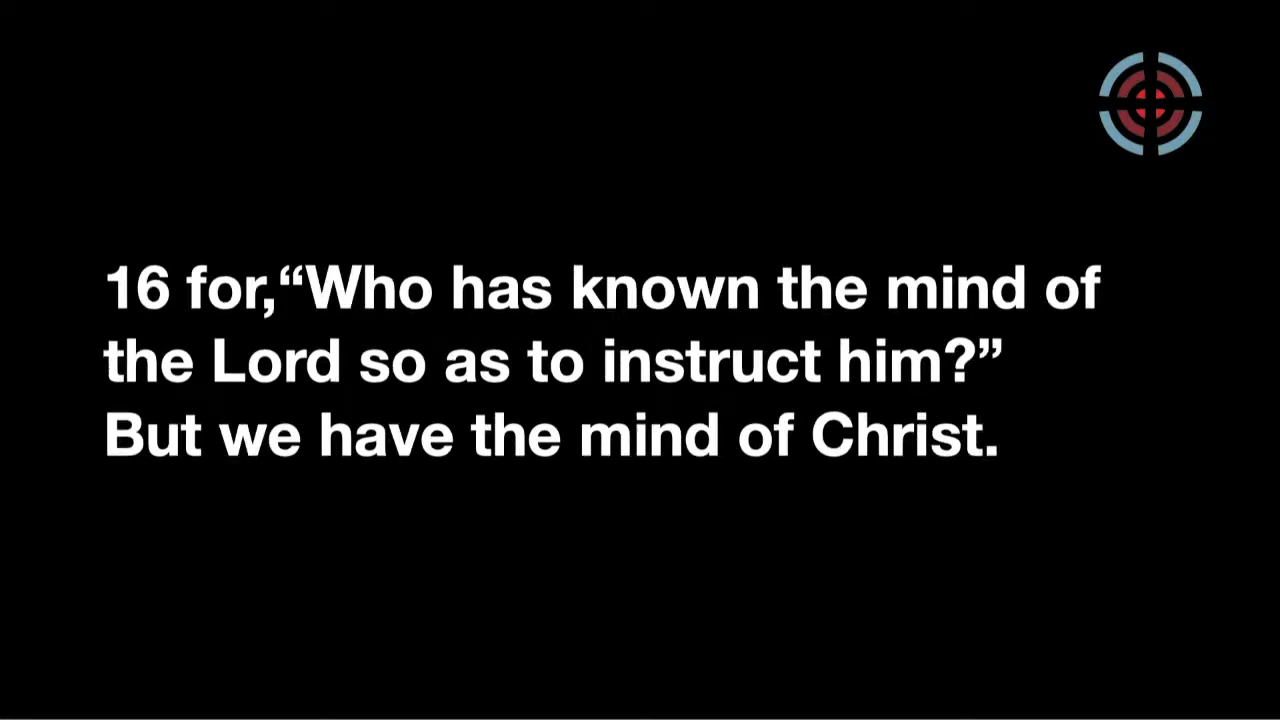 16 for,“Who has known the mind of
the Lord so as to instruct him?”
But we have the mind of Christ.